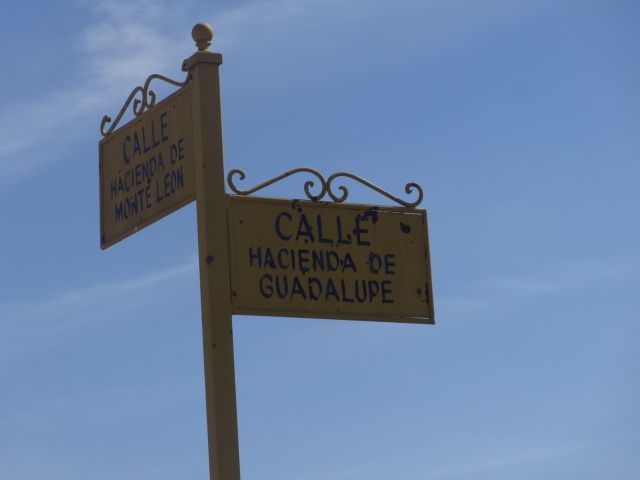 CALLE
HACIENDA DE
MONTE LEON
CALLE
HACIENDA DE
GUADALUPE